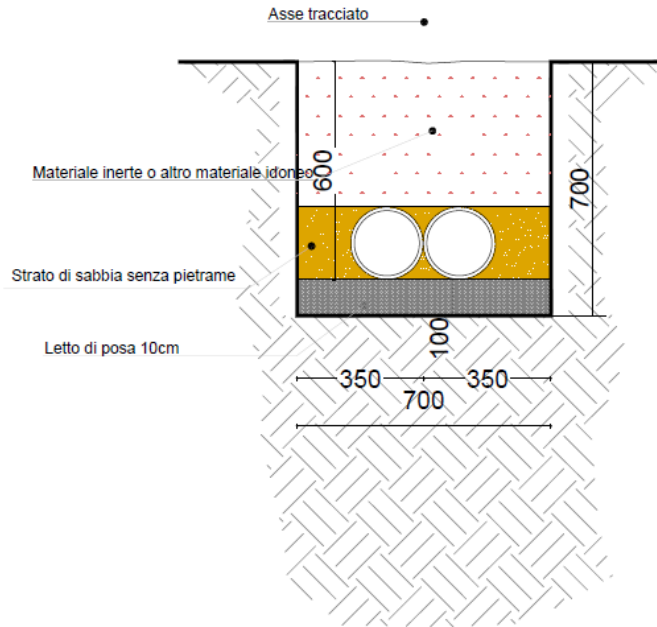 Asse tracciato
Materiale inerte o altro materiale idoneo
600
700
Strato di sabbia senza pietrame
Letto di posa 10cm
100
350 350
700